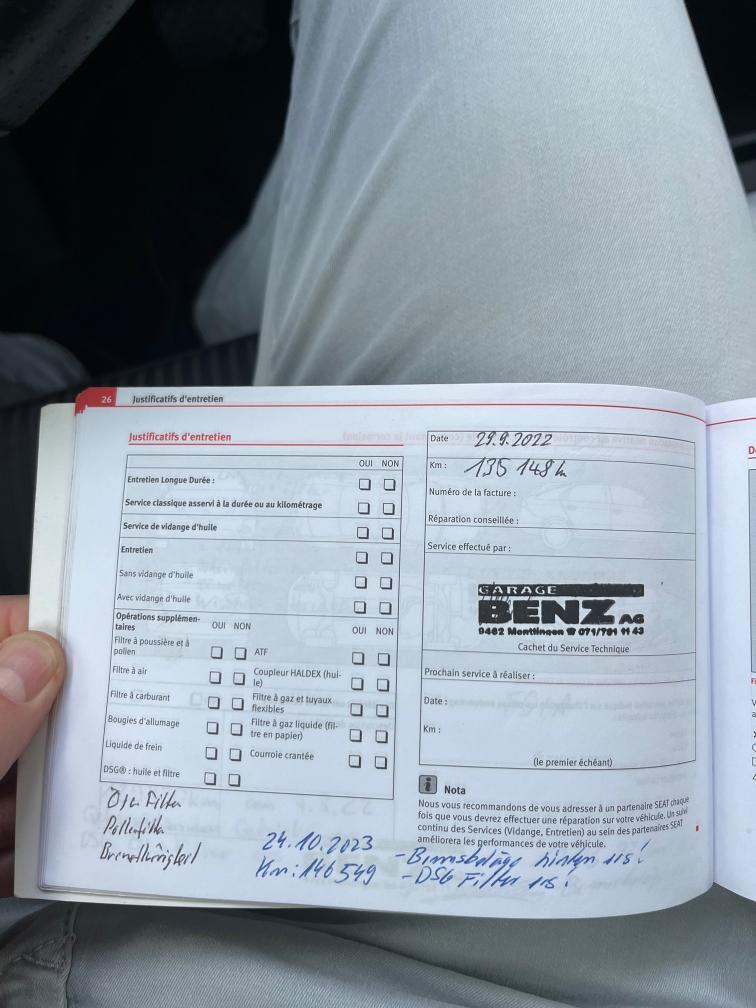 26 Justificatifs d'entretien
Justificatifs d'entretien
OUI NON
Entretien Longue Durée :
Service classique asservi à la durée ou au kilométrage
Service de vidange d'huile
Entretien
Sans vidange d'huile
Avec vidange d'huile
Opérations supplémen-
taires
OUI NON
OUI NON
Filtre à poussière et à
pollen
ATF
Filtre à air
Coupleur HALDEX (hui-
le)
Filtre à carburant
Filtre à gaz et tuyaux
flexibles
Bougies d'allumage
Filtre à gaz liquide (fil-
tre en papier)
Liquide de frein
Courroie crantée
DSG® : huile et filtre
Öl + Filter
Pollenfilter
Bremsflüssigkeit
24.10.2023
Km: 146 549
Date 29.9.2022
Km : 135 148 k
Numéro de la facture :
Réparation conseillée :
Service effectué par :
GARAGE
BENZ AG
9462 Montlingen ☎ 071/761 11 43
Cachet du Service Technique
Prochain service à réaliser :
Date :
Km :
(le premier échéant)
i Nota
Nous vous recommandons de vous adresser à un partenaire SEAT chaque
fois que vous devrez effectuer une réparation sur votre véhicule. Un suivi
continu des Services (Vidange, Entretien) au sein des partenaires SEAT
améliorera les performances de votre véhicule.
- Bremsbeläge hinten
- DSG Filter